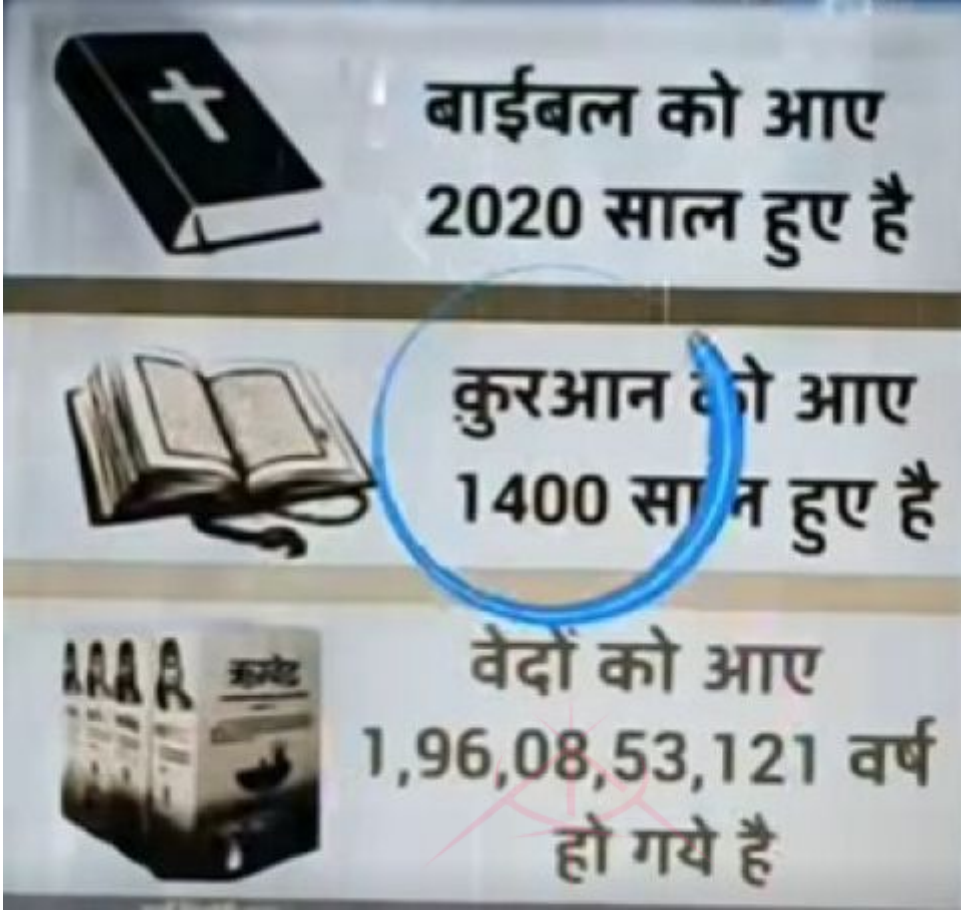 बाईबल को आए
2020 साल हुए है
क़ुरआन को आए
1400 साल हुए है
ऋग्वेद
वेदों को आए
1,96,08,53,121 वर्ष
हो गये है